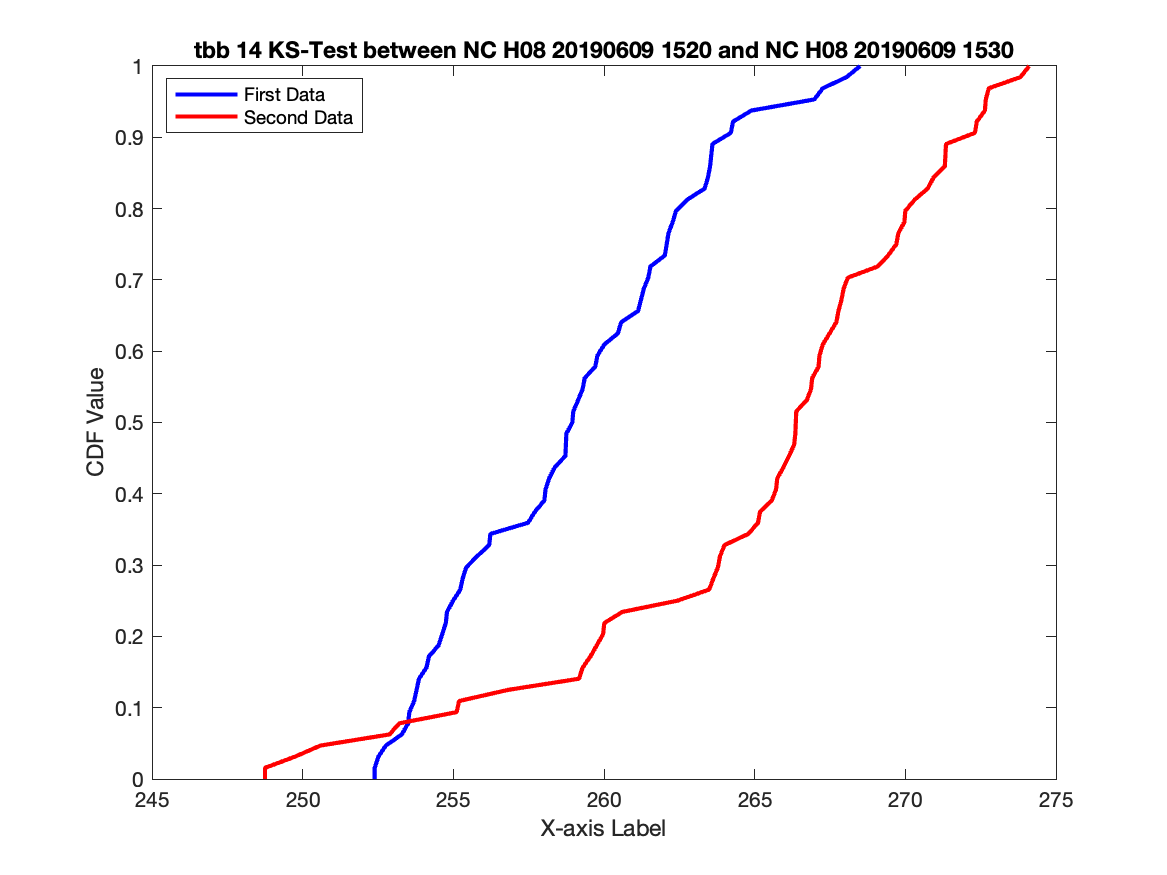 tbb 14 KS-Test between NC H08 20190609 1520 and NC H08 20190609 1530
First Data
Second Data
1
0.9
0.8
0.7
0.6
0.5
0.4
0.3
0.2
0.1
0
CDF Value
245 250 255 260 265 270 275
X-axis Label